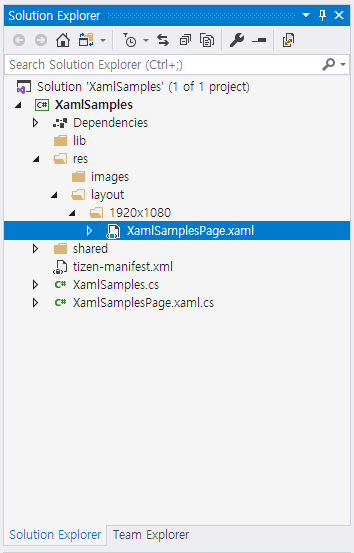 Solution Explorer
Search Solution Explorer (Ctrl+;)
Solution 'XamlSamples' (1 of 1 project)
C# XamlSamples
Dependencies
lib
res
images
layout
1920x1080
XamlSamplesPage.xaml
shared
tizen-manifest.xml
C# XamlSamples.cs
C# XamlSamplesPage.xaml.cs
Solution Explorer Team Explorer